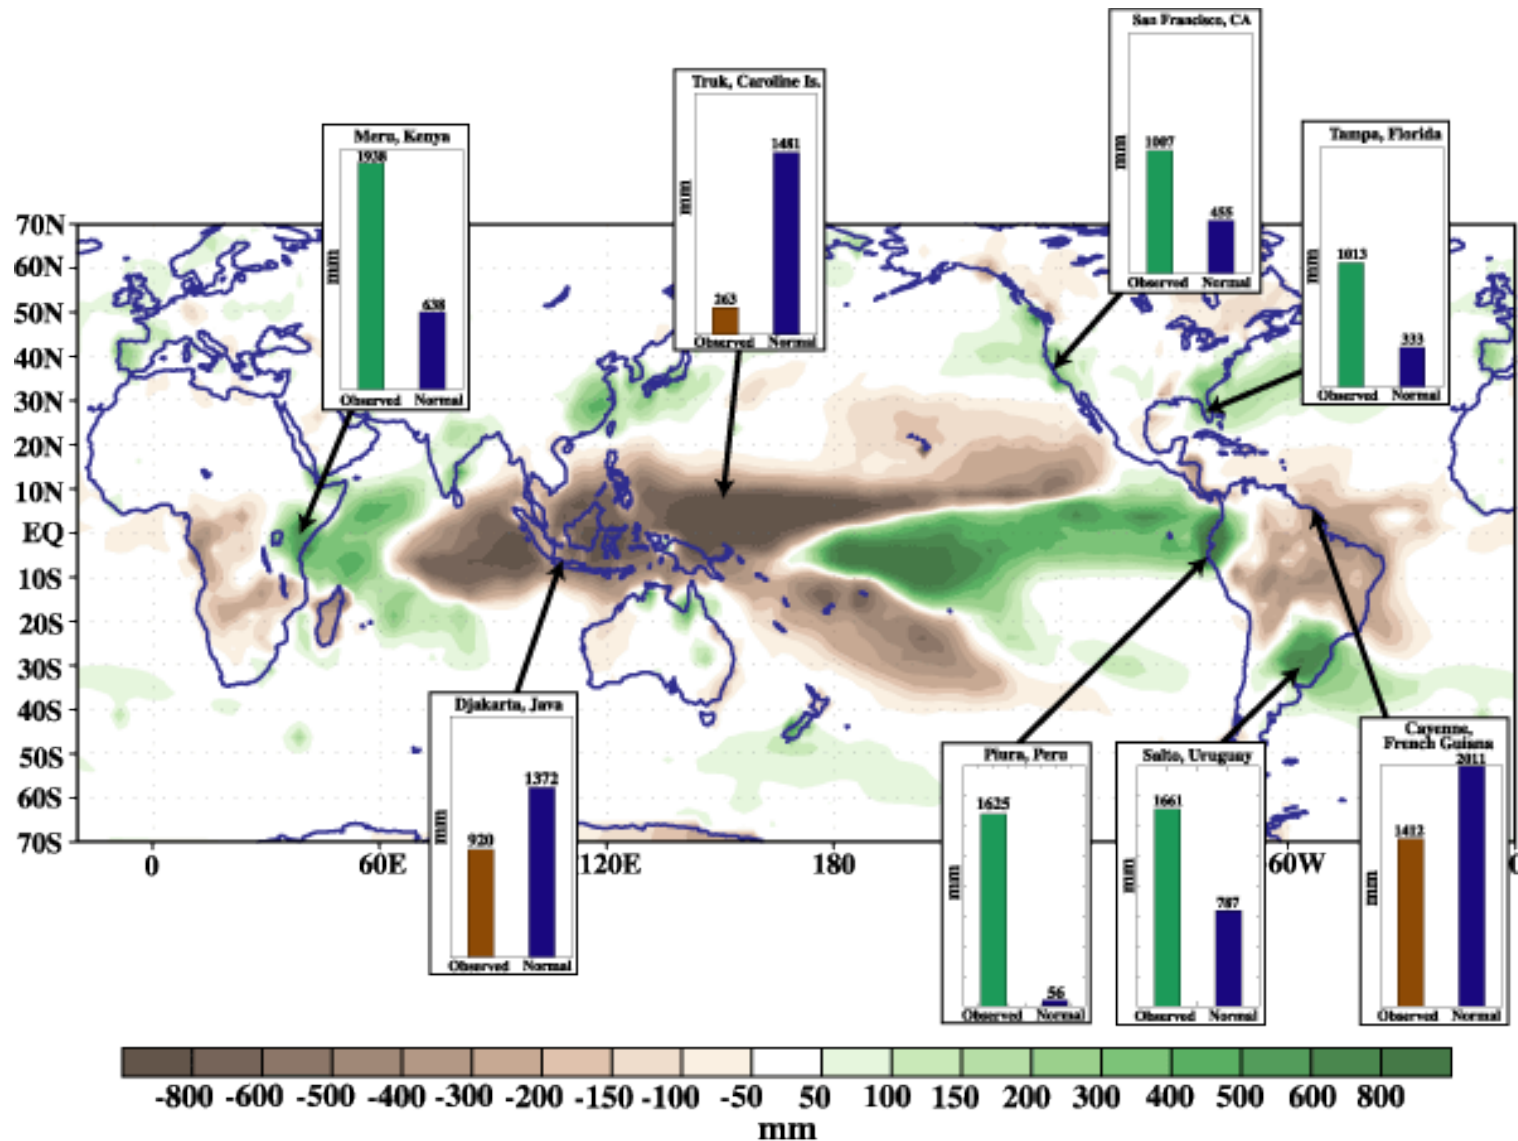 San Francisco, CA
mm
1007
455
Observed Normal
Truk, Caroline Is.
mm
1481
263
Observed Normal
Meru, Kenya
mm
1938
638
Observed Normal
Tampa, Florida
mm
1013
333
Observed Normal
70N
60N
50N
40N
30N
20N
10N
EQ
10S
20S
30S
40S
50S
60S
70S
0
60E
120E
180
60W
Djakarta, Java
mm
1372
920
Observed Normal
Piura, Peru
mm
1625
56
Observed Normal
Salto, Uruguay
mm
1661
787
Observed Normal
Cayenne,
French Guiana
mm
2011
1412
Observed Normal
-800 -600 -500 -400 -300 -200 -150 -100 -50 50 100 150 200 300 400 500 600 800
mm